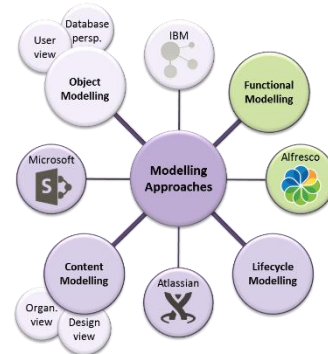 Database
persp.
User
view
IBM
Object
Modelling
Functional
Modelling
Microsoft
S
Modelling
Approaches
Alfresco
Content
Modelling
Atlassian
Lifecycle
Modelling
Organ.
view
Design
view